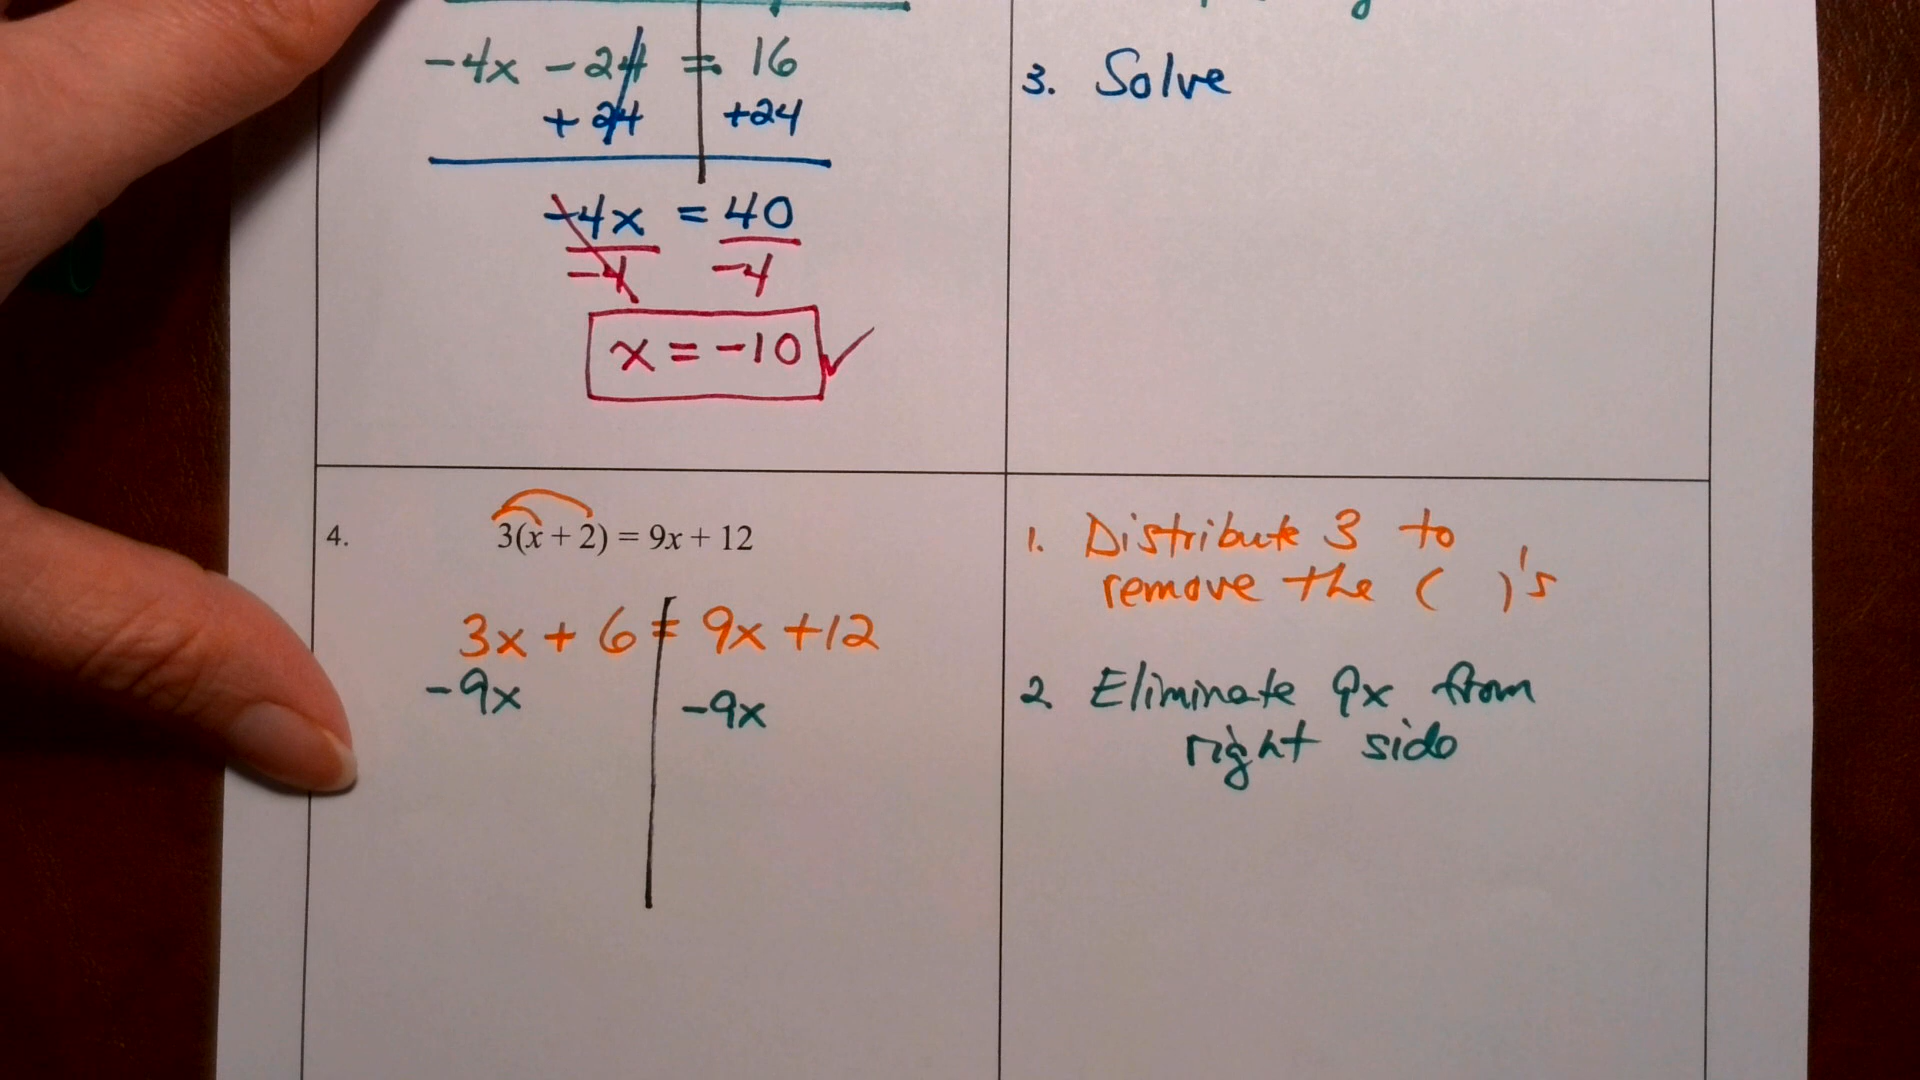 -4x - 24 = 16
+ 24 +24
-4x = 40
-4 -4
x = -10 ✓
3. Solve
4. 3(x + 2) = 9x + 12
3x + 6 = 9x +12
-9x -9x
1. Distribute 3 to
remove the ( )'s
2 Eliminate 9x from
right side